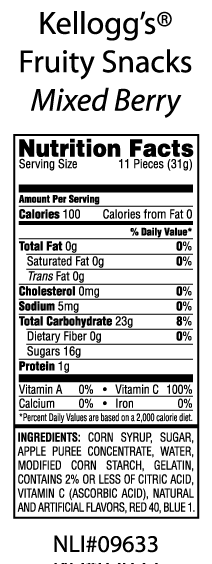 Kellogg's®
Fruity Snacks
Mixed Berry
Nutrition Facts
Serving Size 11 Pieces (31g)
Amount Per Serving
Calories 100 Calories from Fat 0
% Daily Value*
Total Fat 0g 0%
Saturated Fat 0g 0%
Trans Fat 0g
Cholesterol 0mg 0%
Sodium 5mg 0%
Total Carbohydrate 23g 8%
Dietary Fiber 0g 0%
Sugars 16g
Protein 1g
Vitamin A 0% • Vitamin C 100%
Calcium 0% • Iron 0%
*Percent Daily Values are based on a 2,000 calorie diet.
INGREDIENTS: CORN SYRUP, SUGAR,
APPLE PUREE CONCENTRATE, WATER,
MODIFIED CORN STARCH, GELATIN,
CONTAINS 2% OR LESS OF CITRIC ACID,
VITAMIN C (ASCORBIC ACID), NATURAL
AND ARTIFICIAL FLAVORS, RED 40, BLUE 1.
NLI#09633